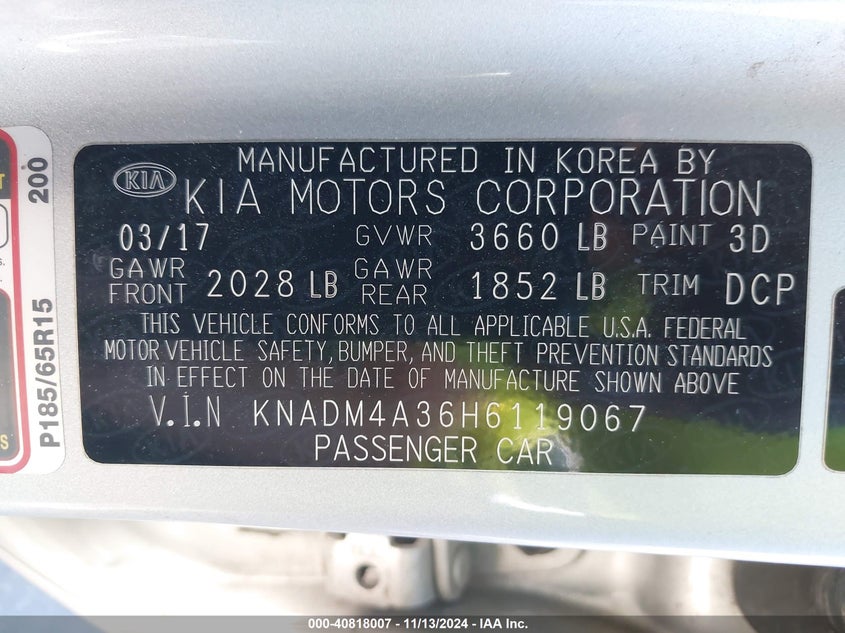 MANUFACTURED IN KOREA BY
KIA KIA MOTORS CORPORATION
03/17 GVWR 3660 LB PAINT 3D
GAWR FRONT 2028 LB GAWR REAR 1852 LB TRIM DCP
THIS VEHICLE CONFORMS TO ALL APPLICABLE U.S.A. FEDERAL
MOTOR VEHICLE SAFETY, BUMPER, AND THEFT PREVENTION STANDARDS
IN EFFECT ON THE DATE OF MANUFACTURE SHOWN ABOVE
V.I.N KNADM4A36H6119067
PASSENGER CAR
P185/65R15 200
000-40818007 - 11/13/2024 - IAA Inc.